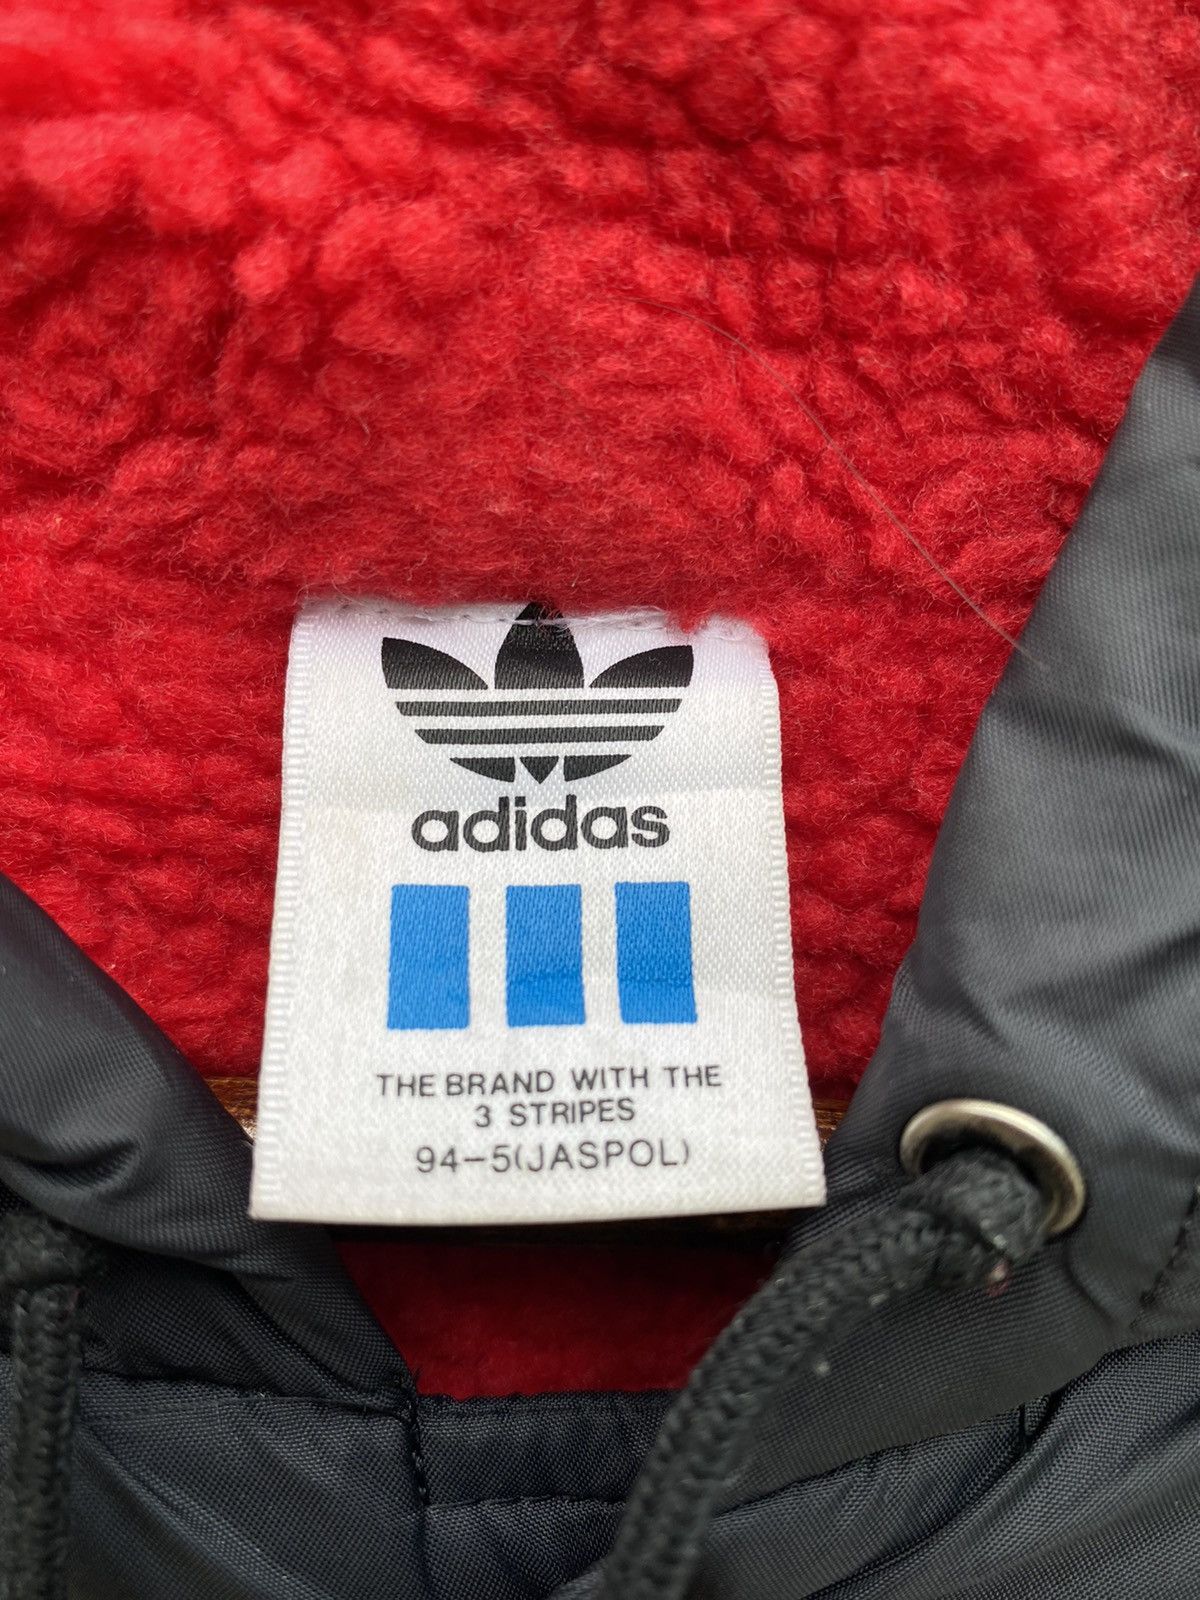 adidas
THE BRAND WITH THE
3 STRIPES
94-5(JASPOL)